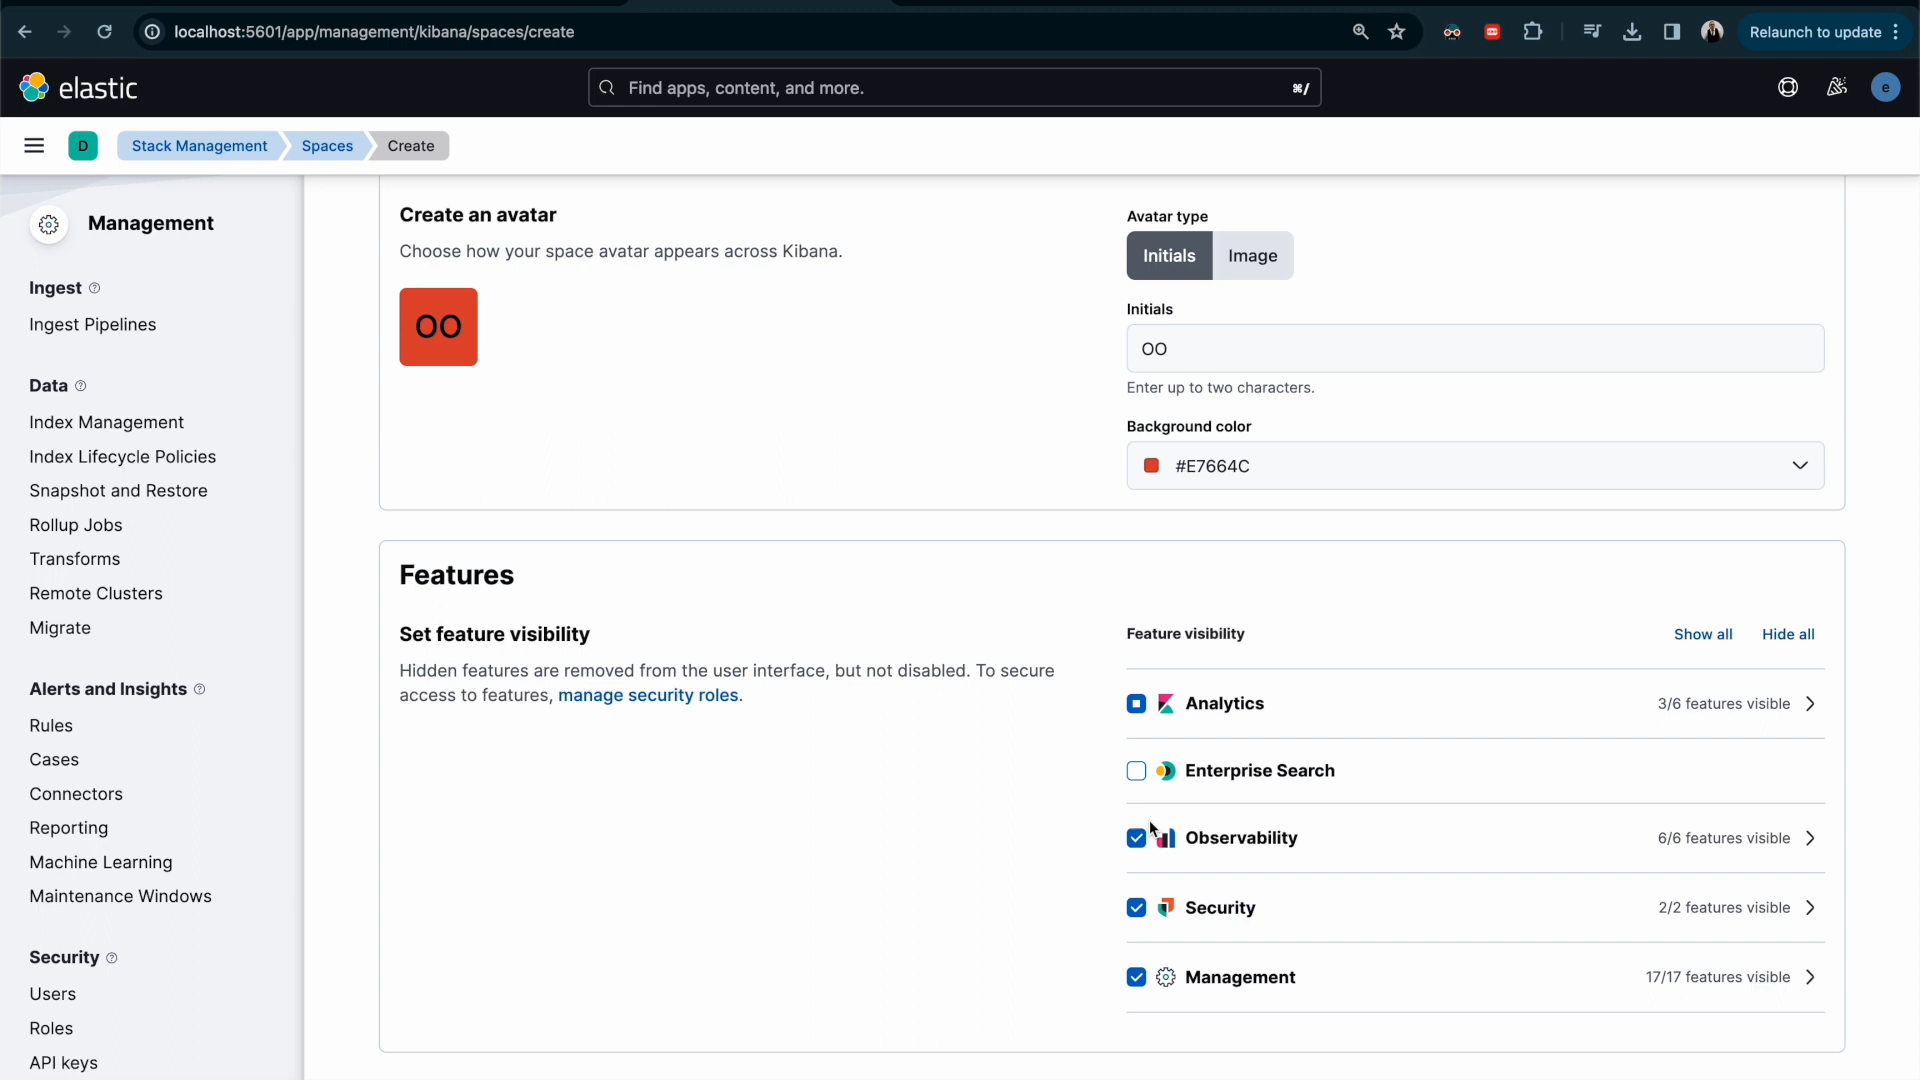 localhost:5601/app/management/kibana/spaces/create
Relaunch to update
elastic
Find apps, content, and more.
⌘/
e
D
Stack Management
Spaces
Create
Management
Ingest
Ingest Pipelines
Data
Index Management
Index Lifecycle Policies
Snapshot and Restore
Rollup Jobs
Transforms
Remote Clusters
Migrate
Alerts and Insights
Rules
Cases
Connectors
Reporting
Machine Learning
Maintenance Windows
Security
Users
Roles
API keys
Create an avatar
Choose how your space avatar appears across Kibana.
OO
Avatar type
Initials
Image
Initials
OO
Enter up to two characters.
Background color
#E7664C
Features
Set feature visibility
Hidden features are removed from the user interface, but not disabled. To secure
access to features, manage security roles.
Feature visibility
Show all
Hide all
Analytics
3/6 features visible
Enterprise Search
Observability
6/6 features visible
Security
2/2 features visible
Management
17/17 features visible